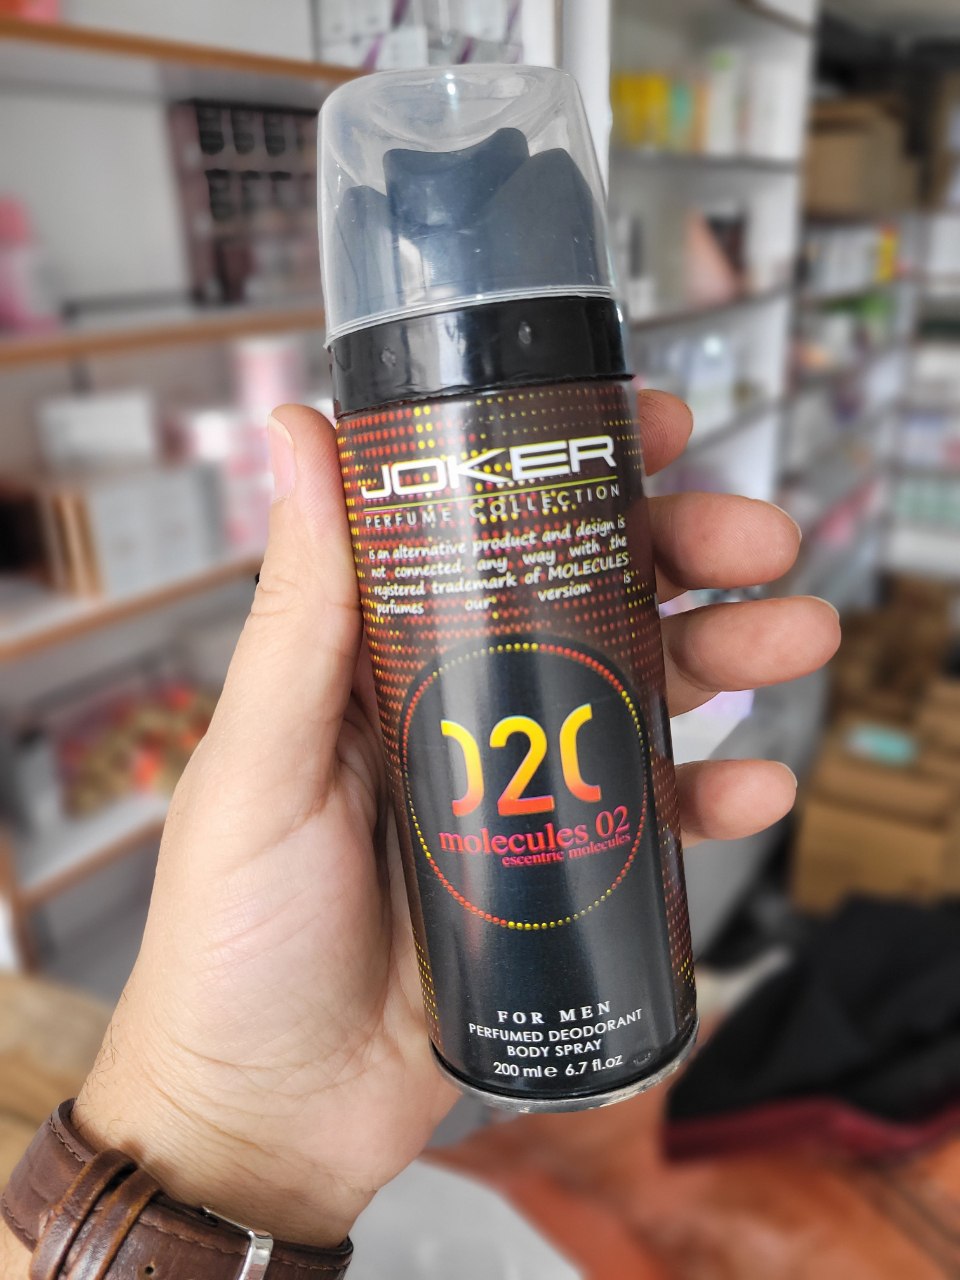 JOKER
PERFUME COLLECTION
is an alternative product and design is
not connected any way with the
registered trademark of MOLECULES
perfumes our version is
020
molecules 02
escentric molecules
FOR MEN
PERFUMED DEODORANT
BODY SPRAY
200 ml e 6.7 fl.oz